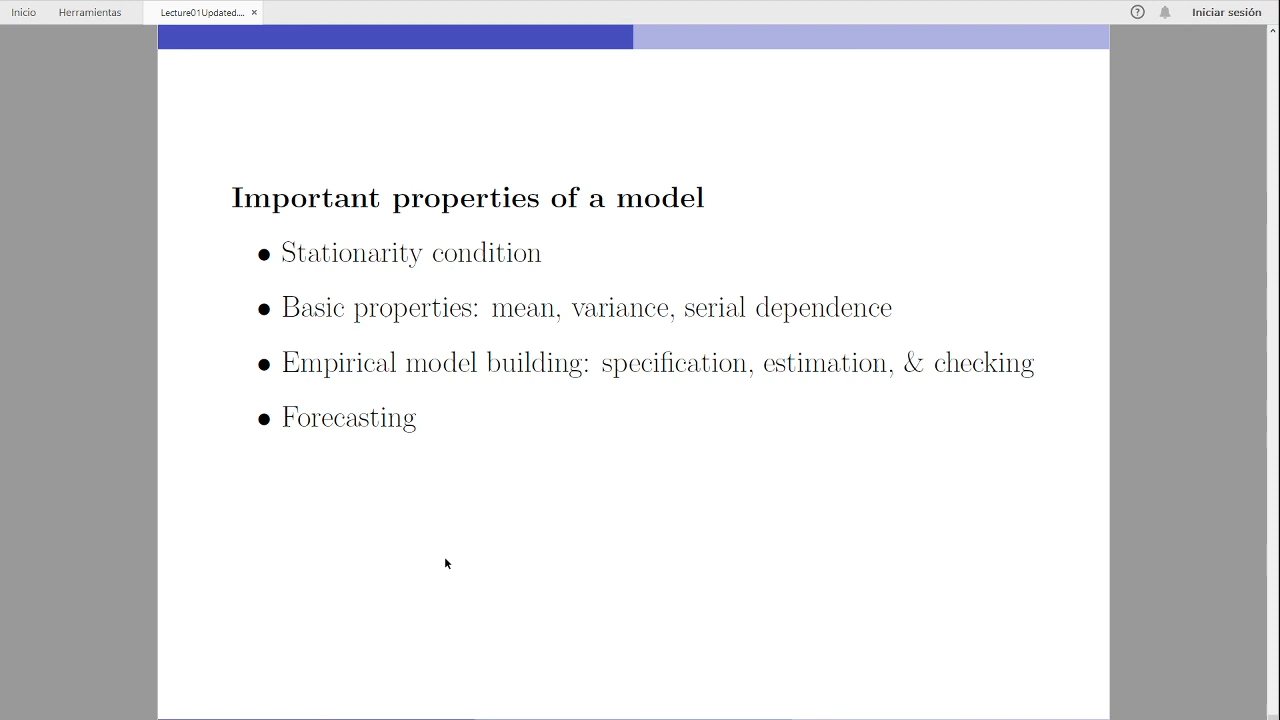 Inicio Herramientas Lecture01Updated.... × ? Iniciar sesión
Important properties of a model
• Stationarity condition
• Basic properties: mean, variance, serial dependence
• Empirical model building: specification, estimation, & checking
• Forecasting